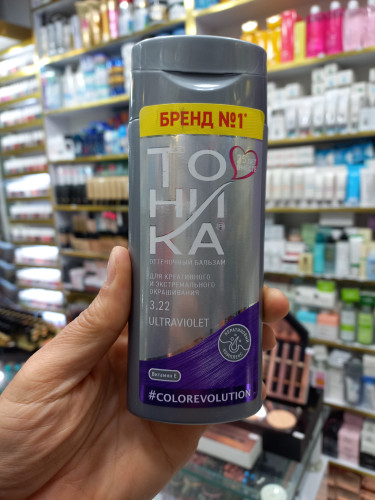 БРЕНД №1*
ТО
НИ
КА®
ОТТЕНОЧНЫЙ БАЛЬЗАМ
ДЛЯ КРЕАТИВНОГО
И ЭКСТРЕМАЛЬНОГО
ОКРАШИВАНИЯ
3.22
ULTRAVIOLET
Витамин E
#COLOREVOLUTION